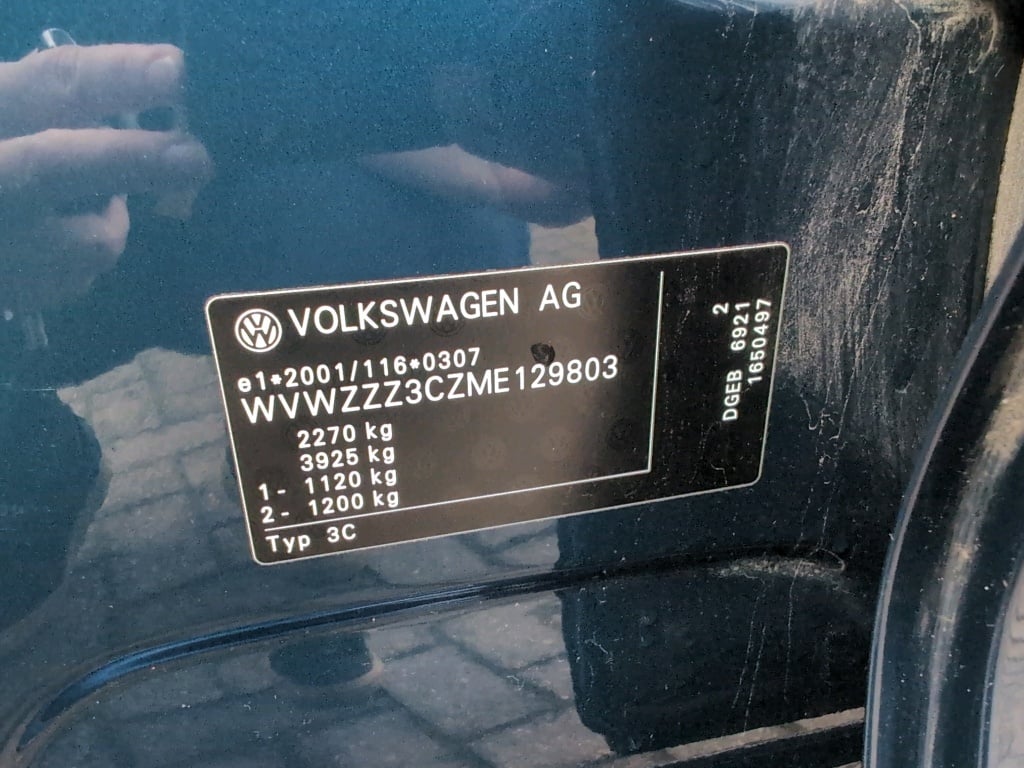 VOLKSWAGEN AG
e1*2001/116*0307
WVWZZZ3CZME129803
2270 kg
3925 kg
1- 1120 kg
2- 1200 kg
Typ 3C
2
DGEB 6921
1650497